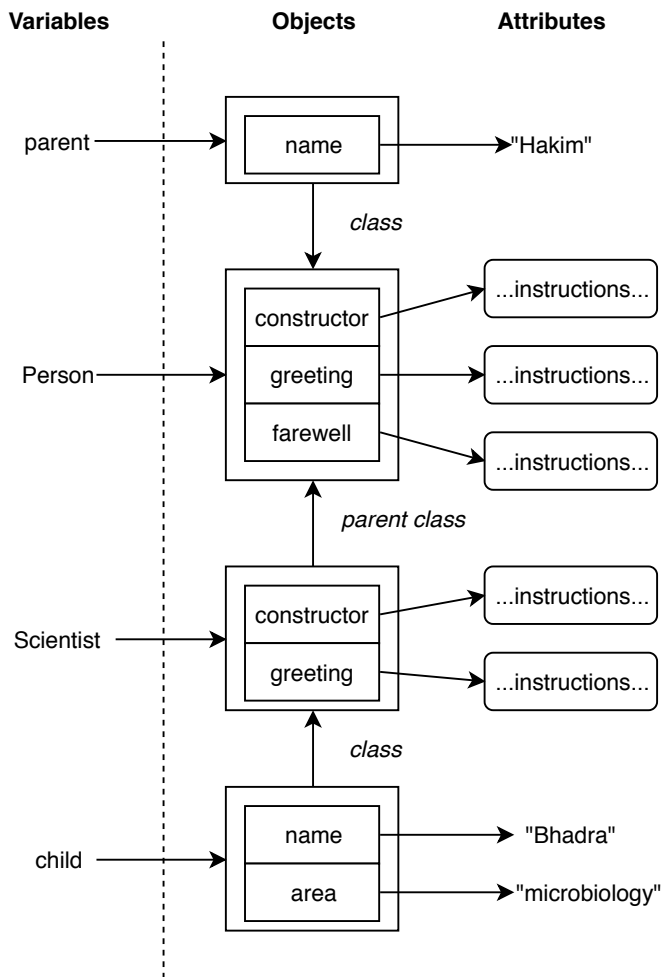 Variables Objects Attributes
parent name "Hakim"
class
constructor ...instructions...
Person greeting ...instructions...
farewell ...instructions...
parent class
constructor ...instructions...
Scientist
greeting ...instructions...
class
name "Bhadra"
child
area "microbiology"